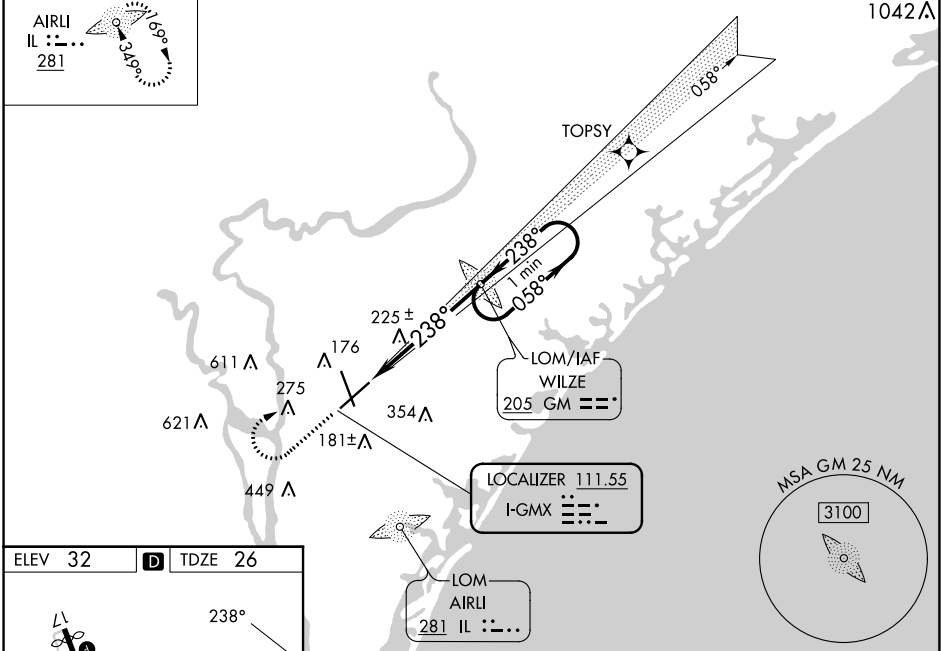 AIRLI
IL
281
169°
349°
1042
058°
TOPSY
238°
1 min
058°
225 ±
238°
176
611
275
LOM/IAF
WILZE
205 GM
621
354
181±
449
LOCALIZER 111.55
I-GMX
MSA GM 25 NM
3100
LOM
AIRLI
281 IL
ELEV 32 D TDZE 26
238°
17
A